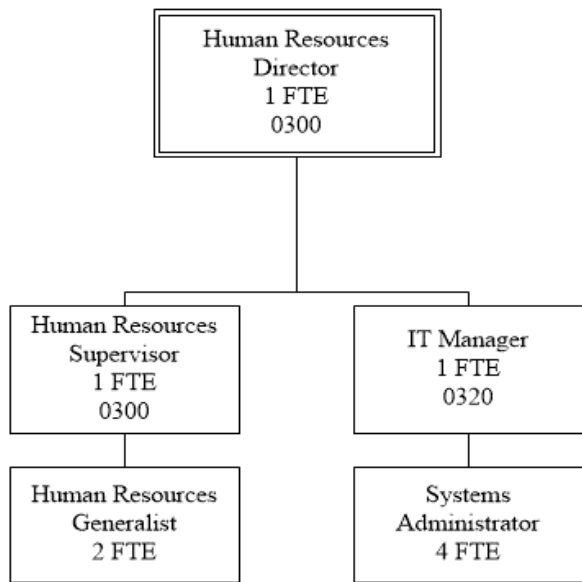 Human Resources
Director
1 FTE
0300
Human Resources
Supervisor
1 FTE
0300
IT Manager
1 FTE
0320
Human Resources
Generalist
2 FTE
Systems
Administrator
4 FTE